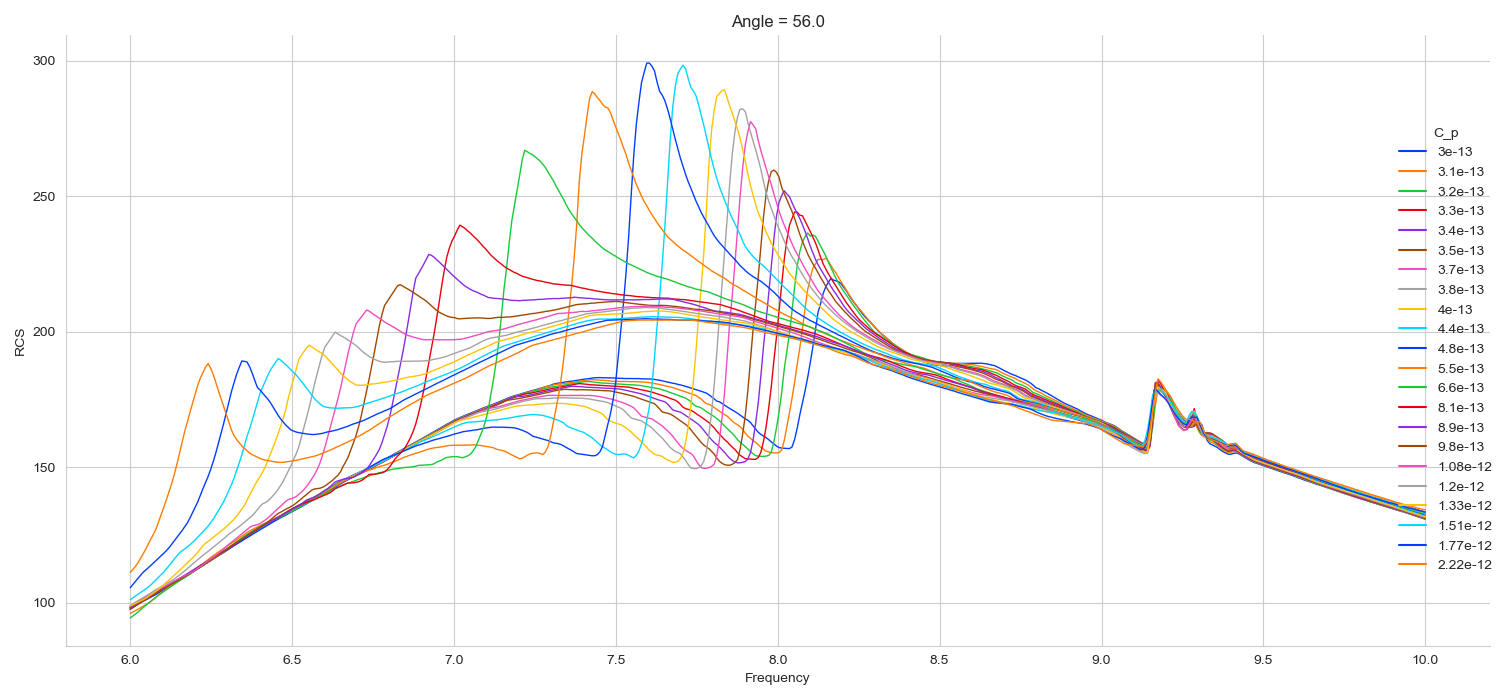 Angle = 56.0
300
250
200
150
100
RCS
6.0 6.5 7.0 7.5 8.0 8.5 9.0 9.5 10.0
Frequency
C_p
3e-13
3.1e-13
3.2e-13
3.3e-13
3.4e-13
3.5e-13
3.7e-13
3.8e-13
4e-13
4.4e-13
4.8e-13
5.5e-13
6.6e-13
8.1e-13
8.9e-13
9.8e-13
1.08e-12
1.2e-12
1.33e-12
1.51e-12
1.77e-12
2.22e-12